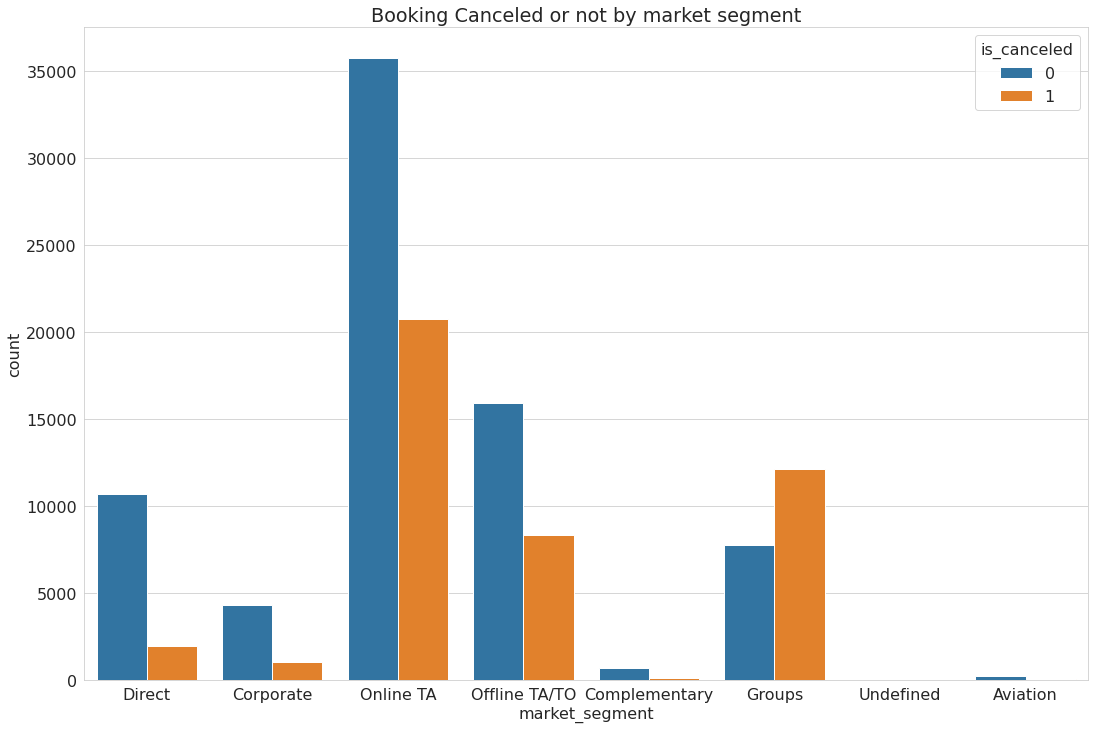 Booking Canceled or not by market segment
is_canceled
0
1
35000
30000
25000
20000
15000
10000
5000
0
count
Direct Corporate Online TA Offline TA/TO Complementary Groups Undefined Aviation
market_segment